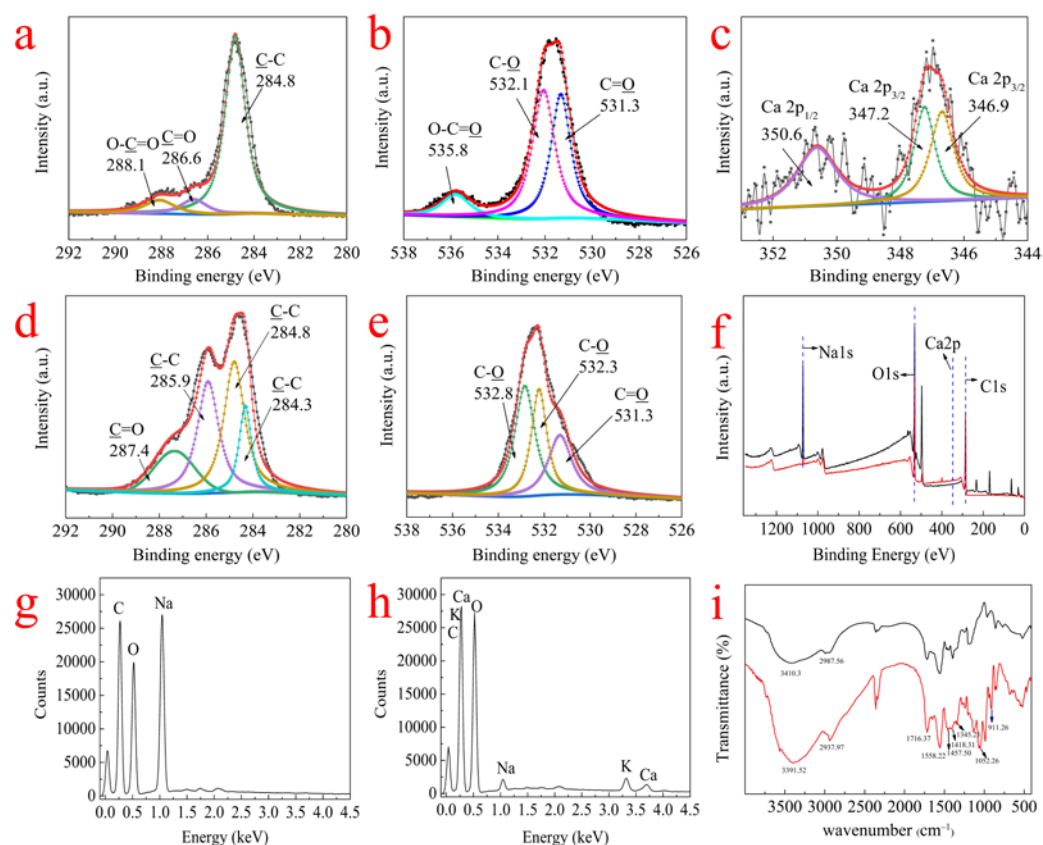 a
C-C
284.8
C=O
O-C=O
286.6
288.1
Intensity (a.u.)
292 290 288 286 284 282 280
Binding energy (eV)
b
C-O
532.1
C=O
531.3
O-C=O
535.8
Intensity (a.u.)
538 536 534 532 530 528 526
Binding energy (eV)
c
Ca 2p3/2
346.9
Ca 2p3/2
347.2
Ca 2p1/2
350.6
Intensity (a.u.)
352 350 348 346 344
Binding energy (eV)
d
C-C
284.8
C-C
285.9
C-C
284.3
C=O
287.4
Intensity (a.u.)
292 290 288 286 284 282 280
Binding energy (eV)
e
C-O
532.3
C-O
532.8
C=O
531.3
Intensity (a.u.)
538 536 534 532 530 528 526
Binding energy (eV)
f
Na1s
Ca2p
O1s
C1s
Intensity (a.u.)
1200 1000 800 600 400 200 0
Binding Energy (eV)
g
30000
25000
20000
15000
10000
5000
0
C
O
Na
Counts
0.0 0.5 1.0 1.5 2.0 2.5 3.0 3.5 4.0 4.5
Energy (keV)
h
30000
25000
20000
15000
10000
5000
0
Ca
K
C
O
Na
K
Ca
Counts
0.0 0.5 1.0 1.5 2.0 2.5 3.0 3.5 4.0 4.5
Energy (keV)
i
Transmittance (%)
3410.3
2987.56
3391.52
2937.97
1716.37
1558.22
1457.50
1418.31
1052.26
911.26
3500 3000 2500 2000 1500 1000 500
wavenumber (cm⁻¹)